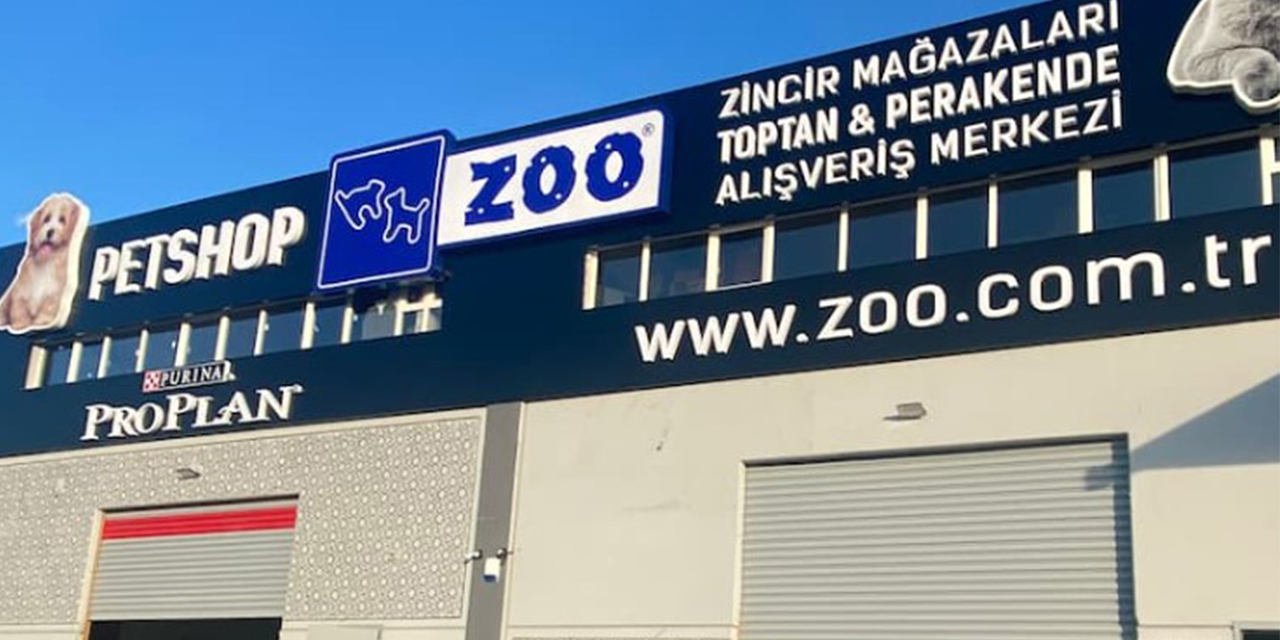 PETSHOP
ZOO®
ZİNCİR MAĞAZALARI
TOPTAN & PERAKENDE
ALIŞVERİŞ MERKEZİ
www.zoo.com.tr
PURINA
PROPLAN